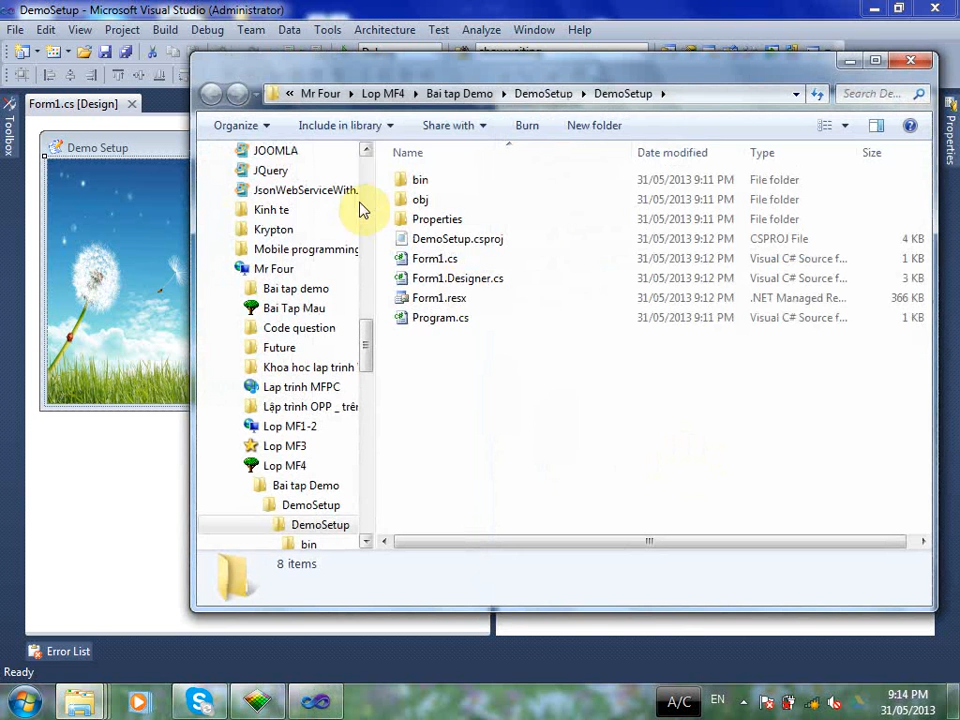 DemoSetup - Microsoft Visual Studio (Administrator)
File Edit View Project Build Debug Team Data Tools Architecture Test Analyze Window Help
Form1.cs [Design]
Toolbox
Properties
Demo Setup
« Mr Four Lop MF4 Bai tap Demo DemoSetup DemoSetup
Search De...
Organize Include in library Share with Burn New folder
JOOMLA
JQuery
JsonWebServiceWith
Kinh te
Krypton
Mobile programming
Mr Four
Bai tap demo
Bai Tap Mau
Code question
Future
Khoa hoc lap trinh
Lap trinh MFPC
Lập trình OPP _ trên
Lop MF1-2
Lop MF3
Lop MF4
Bai tap Demo
DemoSetup
DemoSetup
bin
Name Date modified Type Size
bin 31/05/2013 9:11 PM File folder
obj 31/05/2013 9:11 PM File folder
Properties 31/05/2013 9:11 PM File folder
DemoSetup.csproj 31/05/2013 9:12 PM CSPROJ File 4 KB
Form1.cs 31/05/2013 9:12 PM Visual C# Source f... 1 KB
Form1.Designer.cs 31/05/2013 9:12 PM Visual C# Source f... 3 KB
Form1.resx 31/05/2013 9:12 PM .NET Managed Re... 366 KB
Program.cs 31/05/2013 9:11 PM Visual C# Source f... 1 KB
8 items
Error List
Ready
A/C EN
9:14 PM
31/05/2013